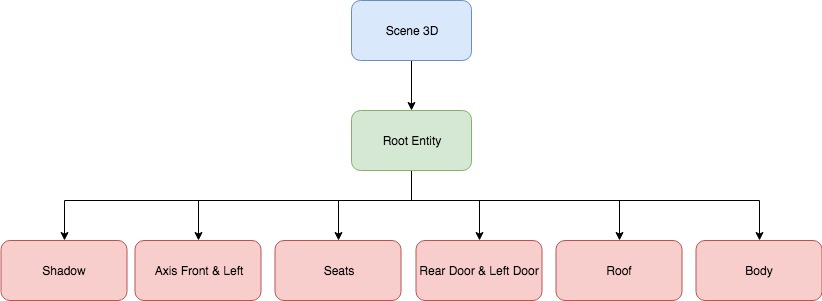 Scene 3D
Root Entity
Shadow
Axis Front & Left
Seats
Rear Door & Left Door
Roof
Body